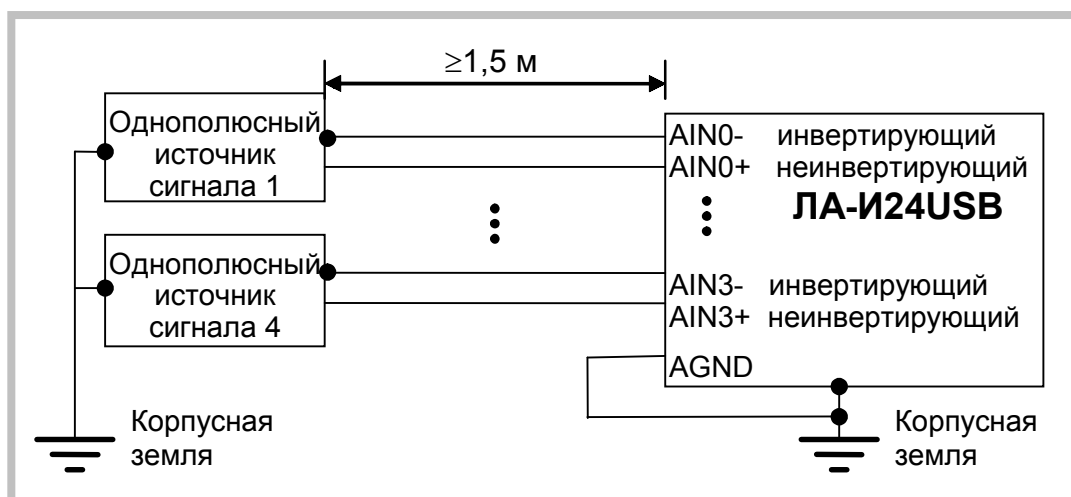 ≥1,5 м
Однополюсный
источник
сигнала 1
AIN0- инвертирующий
AIN0+ неинвертирующий
ЛА-И24USB
Однополюсный
источник
сигнала 4
AIN3- инвертирующий
AIN3+ неинвертирующий
AGND
Корпусная
земля
Корпусная
земля